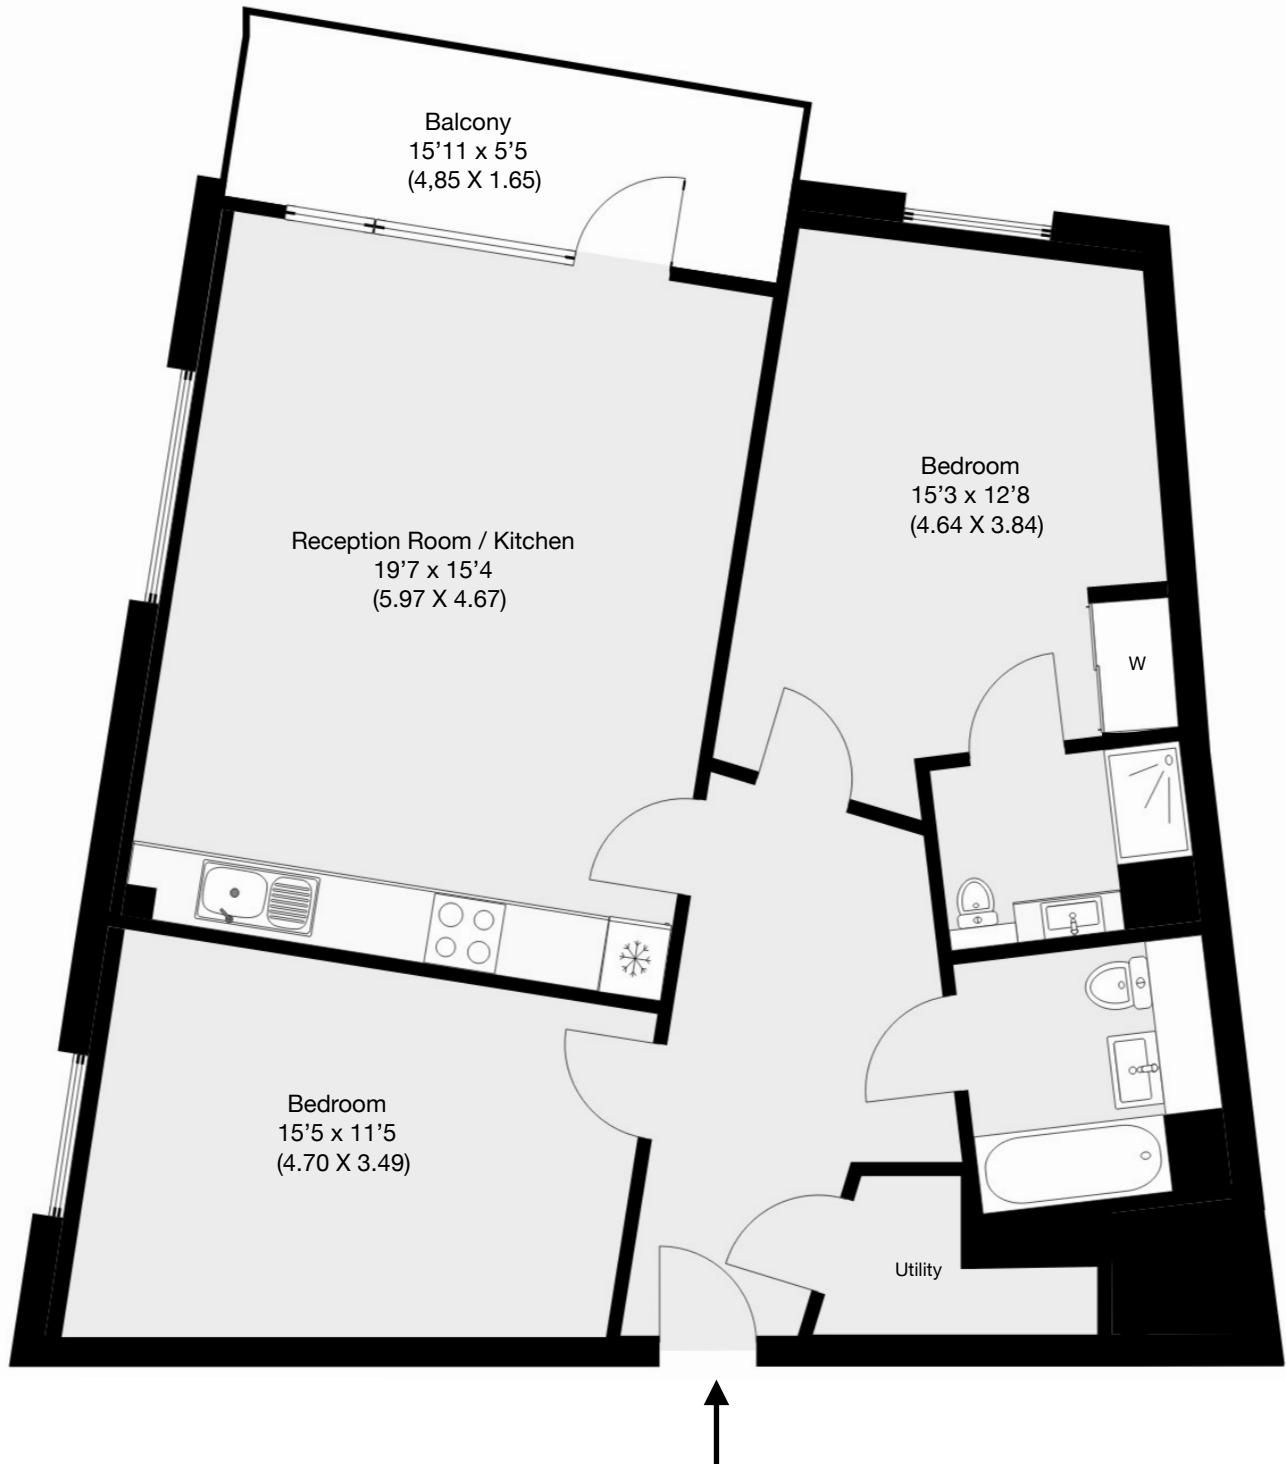 Balcony
15’11 x 5’5
(4,85 X 1.65)
Bedroom
15’3 x 12’8
(4.64 X 3.84)
Reception Room / Kitchen
19’7 x 15’4
(5.97 X 4.67)
W
Bedroom
15’5 x 11’5
(4.70 X 3.49)
Utility